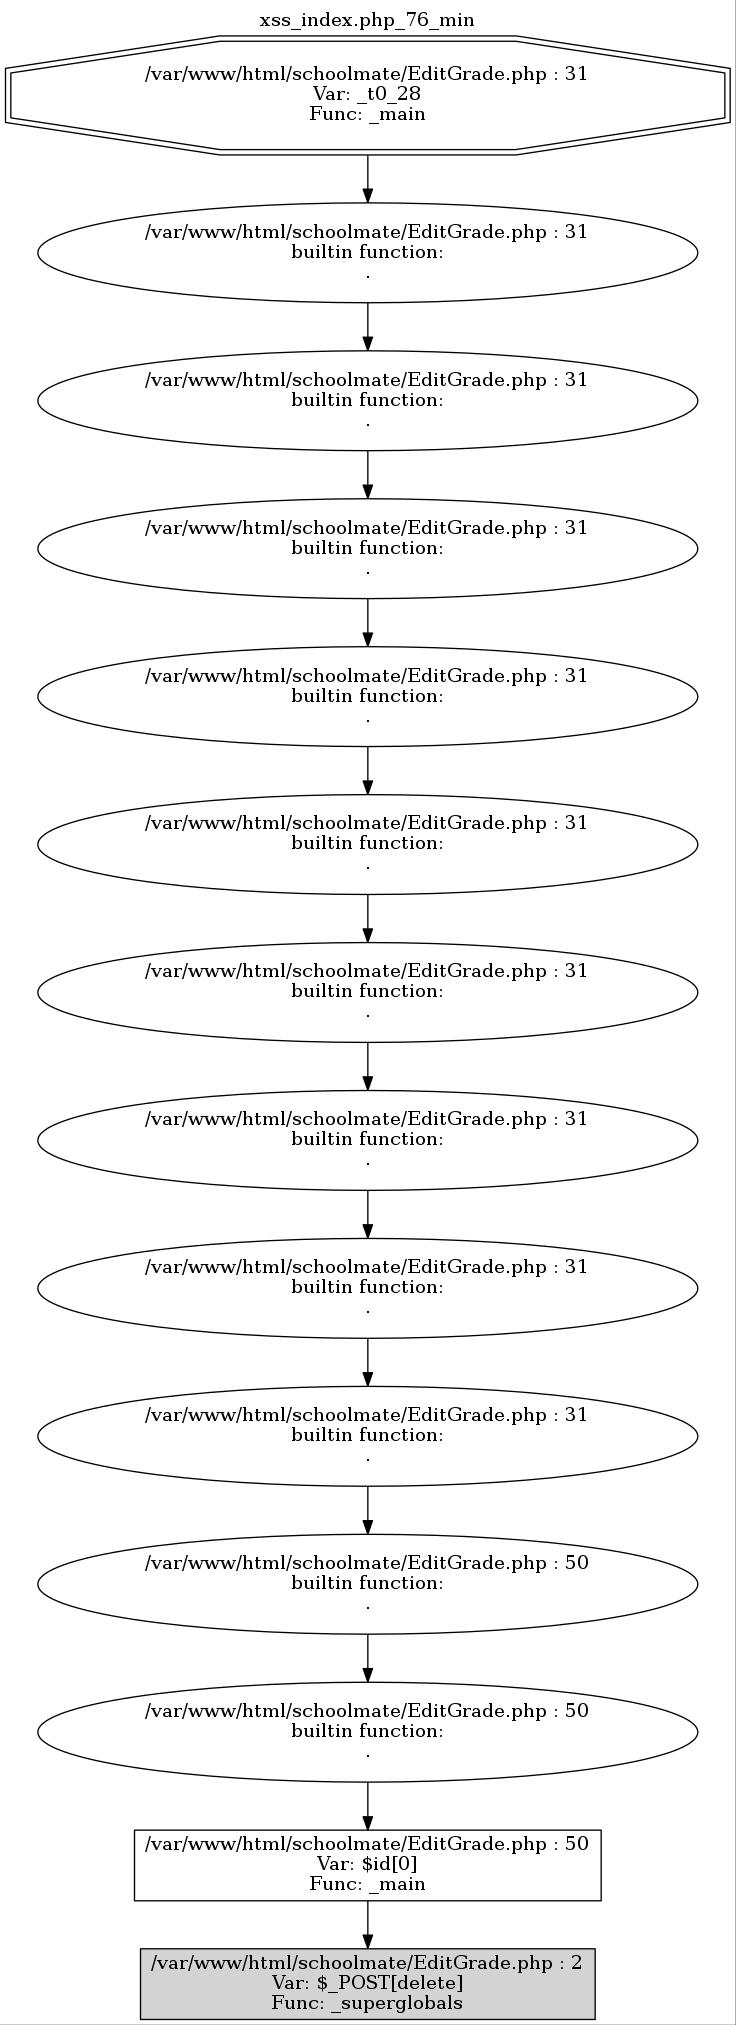 xss_index.php_76_min
/var/www/html/schoolmate/EditGrade.php : 31
Var: _t0_28
Func: _main
/var/www/html/schoolmate/EditGrade.php : 31
builtin function:
.
/var/www/html/schoolmate/EditGrade.php : 31
builtin function:
.
/var/www/html/schoolmate/EditGrade.php : 31
builtin function:
.
/var/www/html/schoolmate/EditGrade.php : 31
builtin function:
.
/var/www/html/schoolmate/EditGrade.php : 31
builtin function:
.
/var/www/html/schoolmate/EditGrade.php : 31
builtin function:
.
/var/www/html/schoolmate/EditGrade.php : 31
builtin function:
.
/var/www/html/schoolmate/EditGrade.php : 31
builtin function:
.
/var/www/html/schoolmate/EditGrade.php : 31
builtin function:
.
/var/www/html/schoolmate/EditGrade.php : 50
builtin function:
.
/var/www/html/schoolmate/EditGrade.php : 50
builtin function:
.
/var/www/html/schoolmate/EditGrade.php : 50
Var: $id[0]
Func: _main
/var/www/html/schoolmate/EditGrade.php : 2
Var: $_POST[delete]
Func: _superglobals